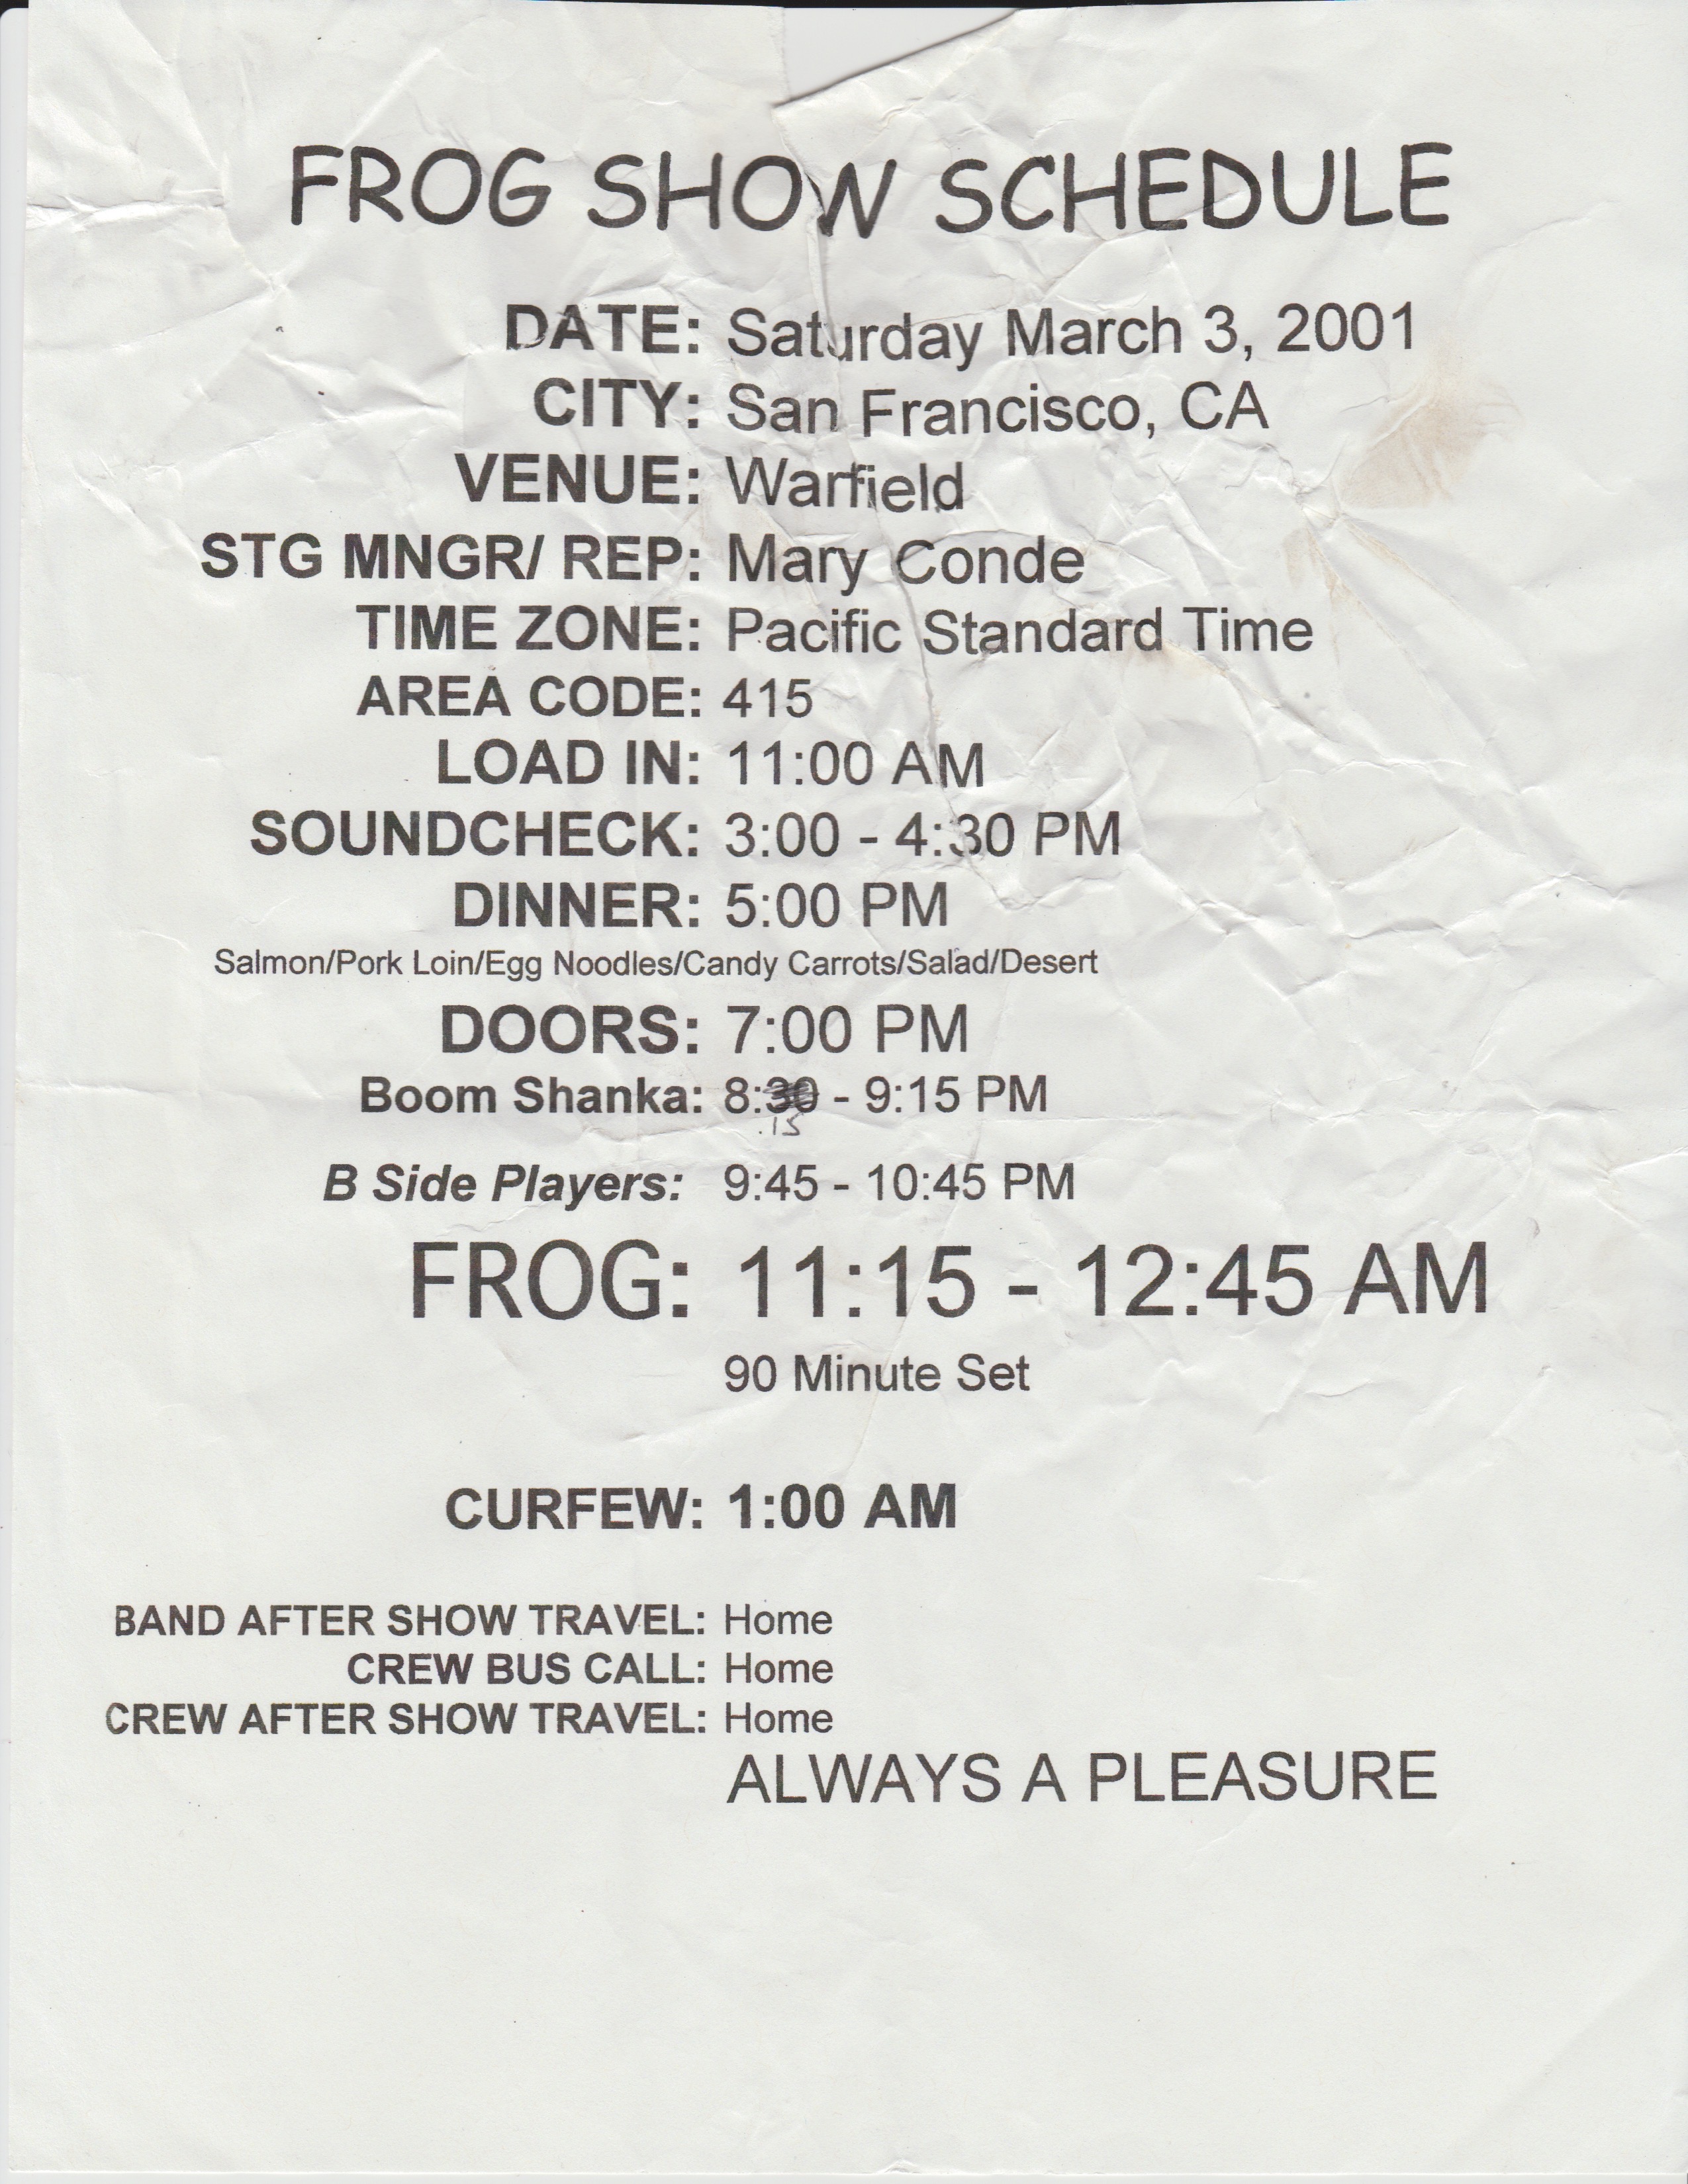 FROG SHOW SCHEDULE
DATE: Saturday March 3, 2001
CITY: San Francisco, CA
VENUE: Warfield
STG MNGR/ REP: Mary Conde
TIME ZONE: Pacific Standard Time
AREA CODE: 415
LOAD IN: 11:00 AM
SOUNDCHECK: 3:00 - 4:30 PM
DINNER: 5:00 PM
Salmon/Pork Loin/Egg Noodles/Candy Carrots/Salad/Desert
DOORS: 7:00 PM
Boom Shanka: 8:30 - 9:15 PM
:15
B Side Players: 9:45 - 10:45 PM
FROG: 11:15 - 12:45 AM
90 Minute Set
CURFEW: 1:00 AM
BAND AFTER SHOW TRAVEL: Home
CREW BUS CALL: Home
CREW AFTER SHOW TRAVEL: Home
ALWAYS A PLEASURE